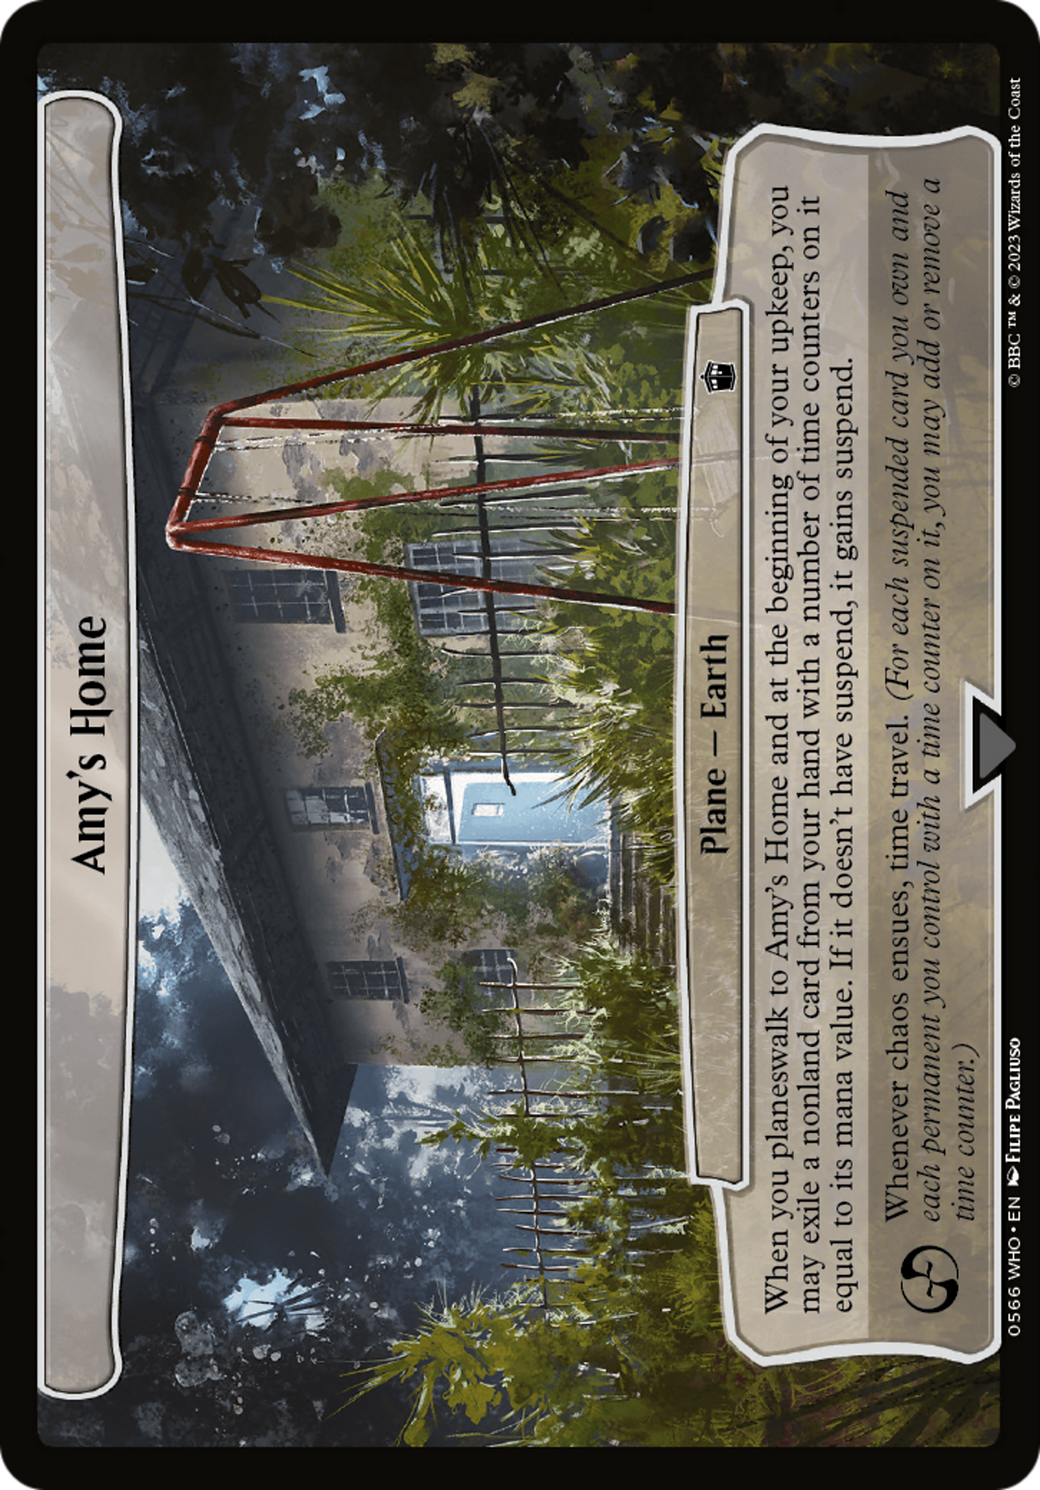 Amy's Home
Plane — Earth
When you planeswalk to Amy's Home and at the beginning of your upkeep, you
may exile a nonland card from your hand with a number of time counters on it
equal to its mana value. If it doesn't have suspend, it gains suspend.
Whenever chaos ensues, time travel. (For each suspended card you own and
each permanent you control with a time counter on it, you may add or remove a
time counter.)
0566 WHO • EN Filipe Pagliuso
© BBC ™ & © 2023 Wizards of the Coast